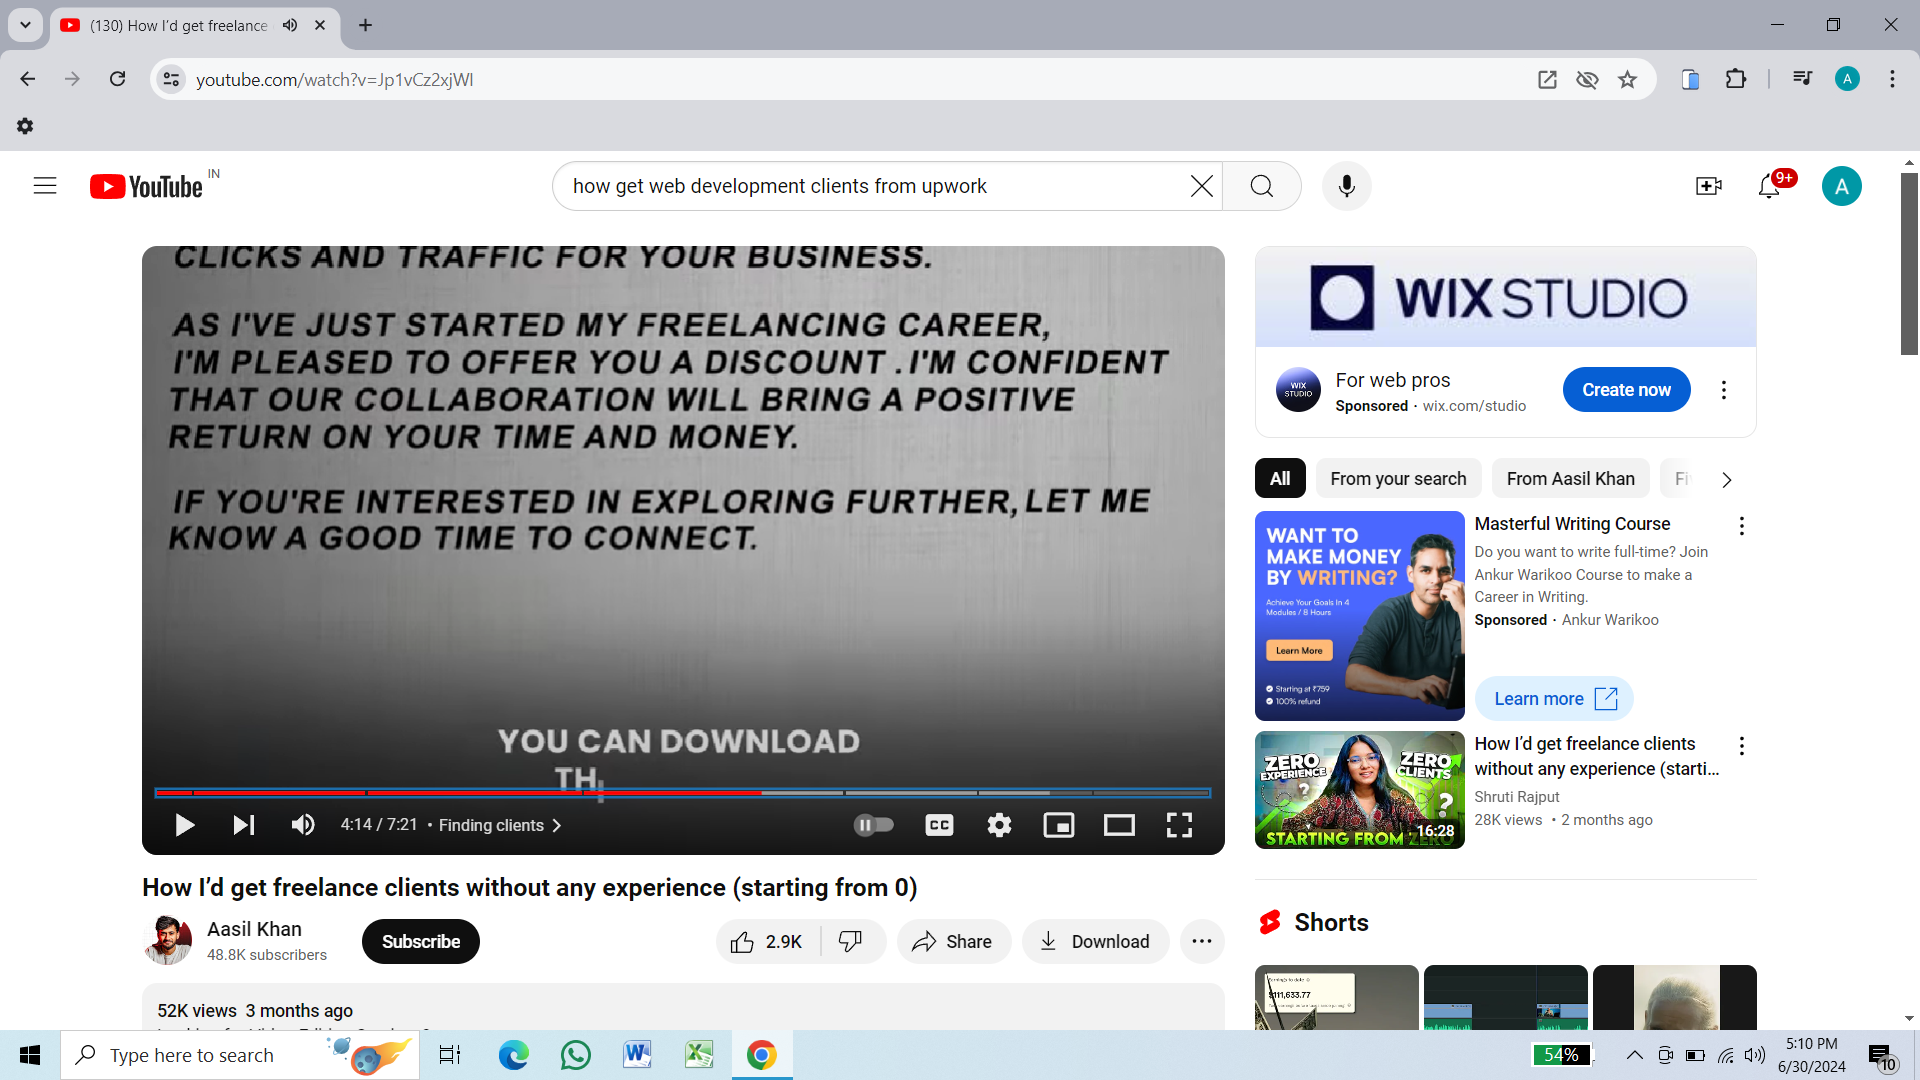 (130) How I'd get freelance
youtube.com/watch?v=Jp1vCz2xjWI
A
YouTube IN
how get web development clients from upwork
9+
A
CLICKS AND TRAFFIC FOR YOUR BUSINESS.
AS I'VE JUST STARTED MY FREELANCING CAREER,
I'M PLEASED TO OFFER YOU A DISCOUNT .I'M CONFIDENT
THAT OUR COLLABORATION WILL BRING A POSITIVE
RETURN ON YOUR TIME AND MONEY.
IF YOU'RE INTERESTED IN EXPLORING FURTHER, LET ME
KNOW A GOOD TIME TO CONNECT.
YOU CAN DOWNLOAD
TH
4:14 / 7:21 • Finding clients
CC
How I'd get freelance clients without any experience (starting from 0)
Aasil Khan
48.8K subscribers
Subscribe
2.9K
Share
Download
52K views 3 months ago
WIX STUDIO
WIX
STUDIO
For web pros
Sponsored · wix.com/studio
Create now
All
From your search
From Aasil Khan
Fi
WANT TO
MAKE MONEY
BY WRITING?
Achieve Your Goals In 4
Modules / 8 Hours
Learn More
Starting at ₹759
100% refund
Masterful Writing Course
Do you want to write full-time? Join
Ankur Warikoo Course to make a
Career in Writing.
Sponsored · Ankur Warikoo
Learn more
ZERO
EXPERIENCE
?
ZERO
CLIENTS
?
STARTING FROM ZERO
16:28
How I'd get freelance clients
without any experience (starti...
Shruti Rajput
28K views • 2 months ago
Shorts
Earnings to date
$111,633.77
Type here to search
54%
5:10 PM
6/30/2024
10